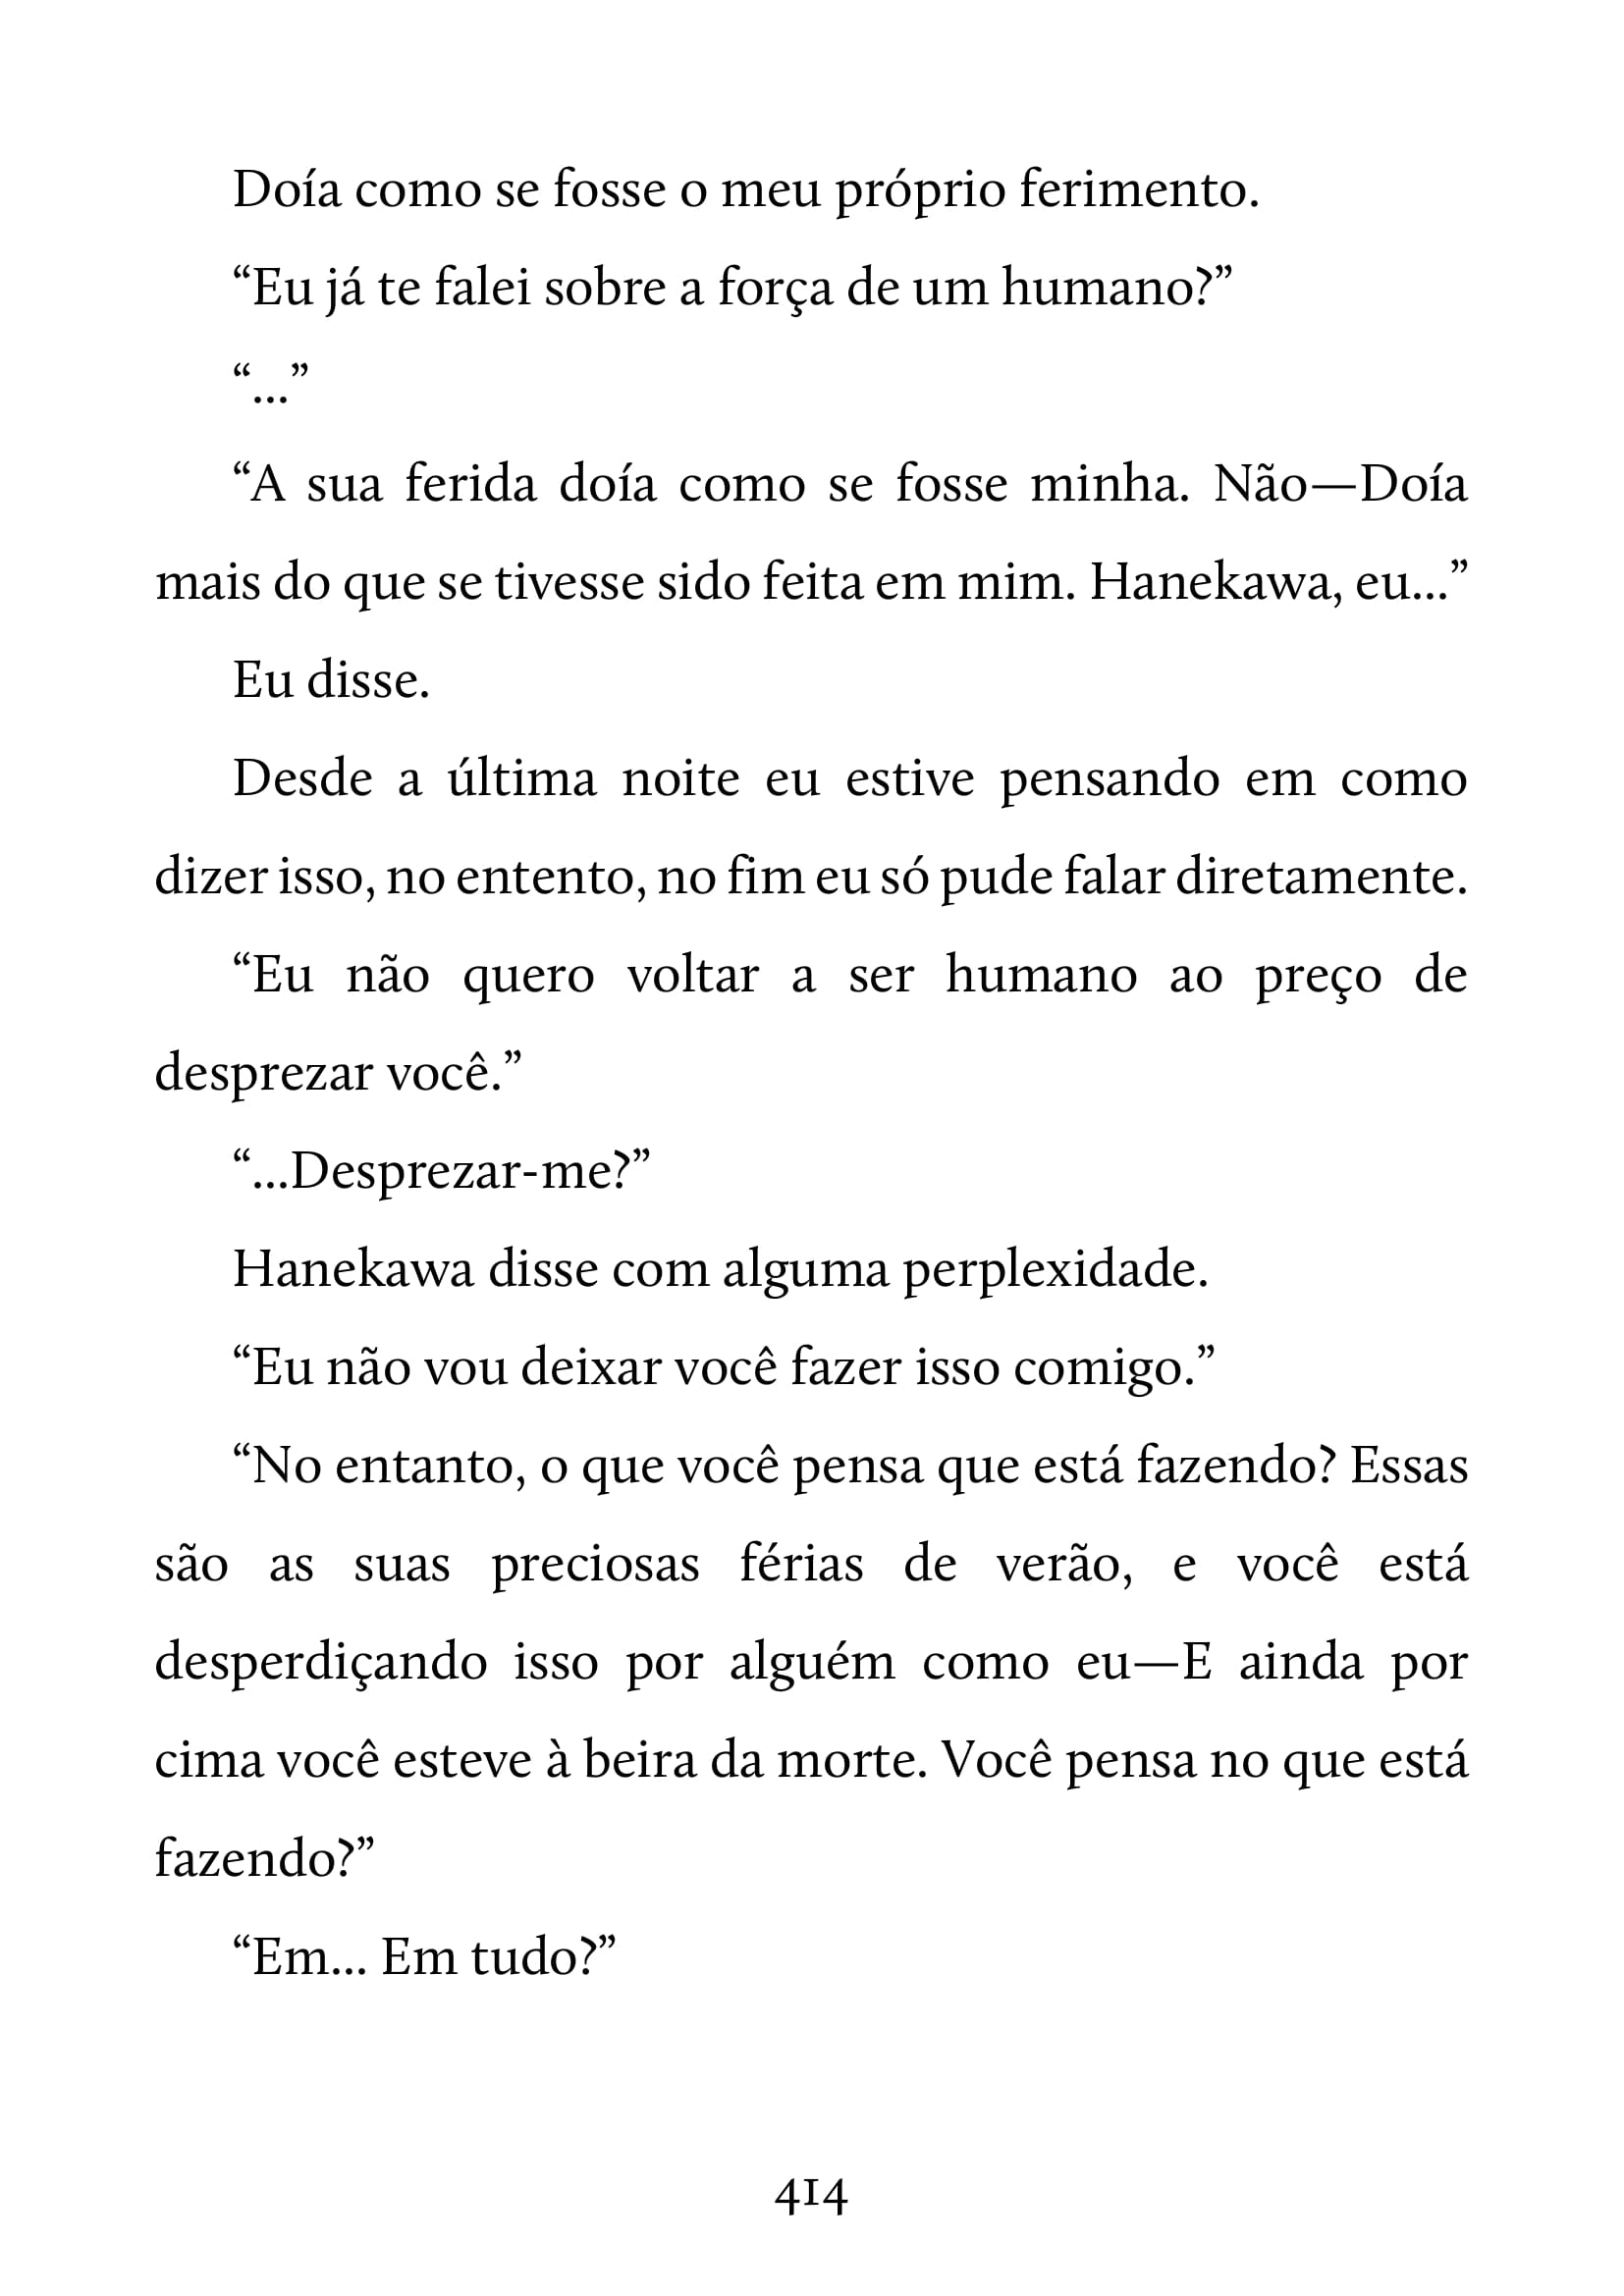 Doía como se fosse o meu próprio ferimento.
“Eu já te falei sobre a força de um humano?”
“...”
“A sua ferida doía como se fosse minha. Não—Doía
mais do que se tivesse sido feita em mim. Hanekawa, eu...”
Eu disse.
Desde a última noite eu estive pensando em como
dizer isso, no entento, no fim eu só pude falar diretamente.
“Eu não quero voltar a ser humano ao preço de
desprezar você.”
“...Desprezar-me?”
Hanekawa disse com alguma perplexidade.
“Eu não vou deixar você fazer isso comigo.”
“No entanto, o que você pensa que está fazendo? Essas
são as suas preciosas férias de verão, e você está
desperdiçando isso por alguém como eu—E ainda por
cima você esteve à beira da morte. Você pensa no que está
fazendo?”
“Em... Em tudo?”
414